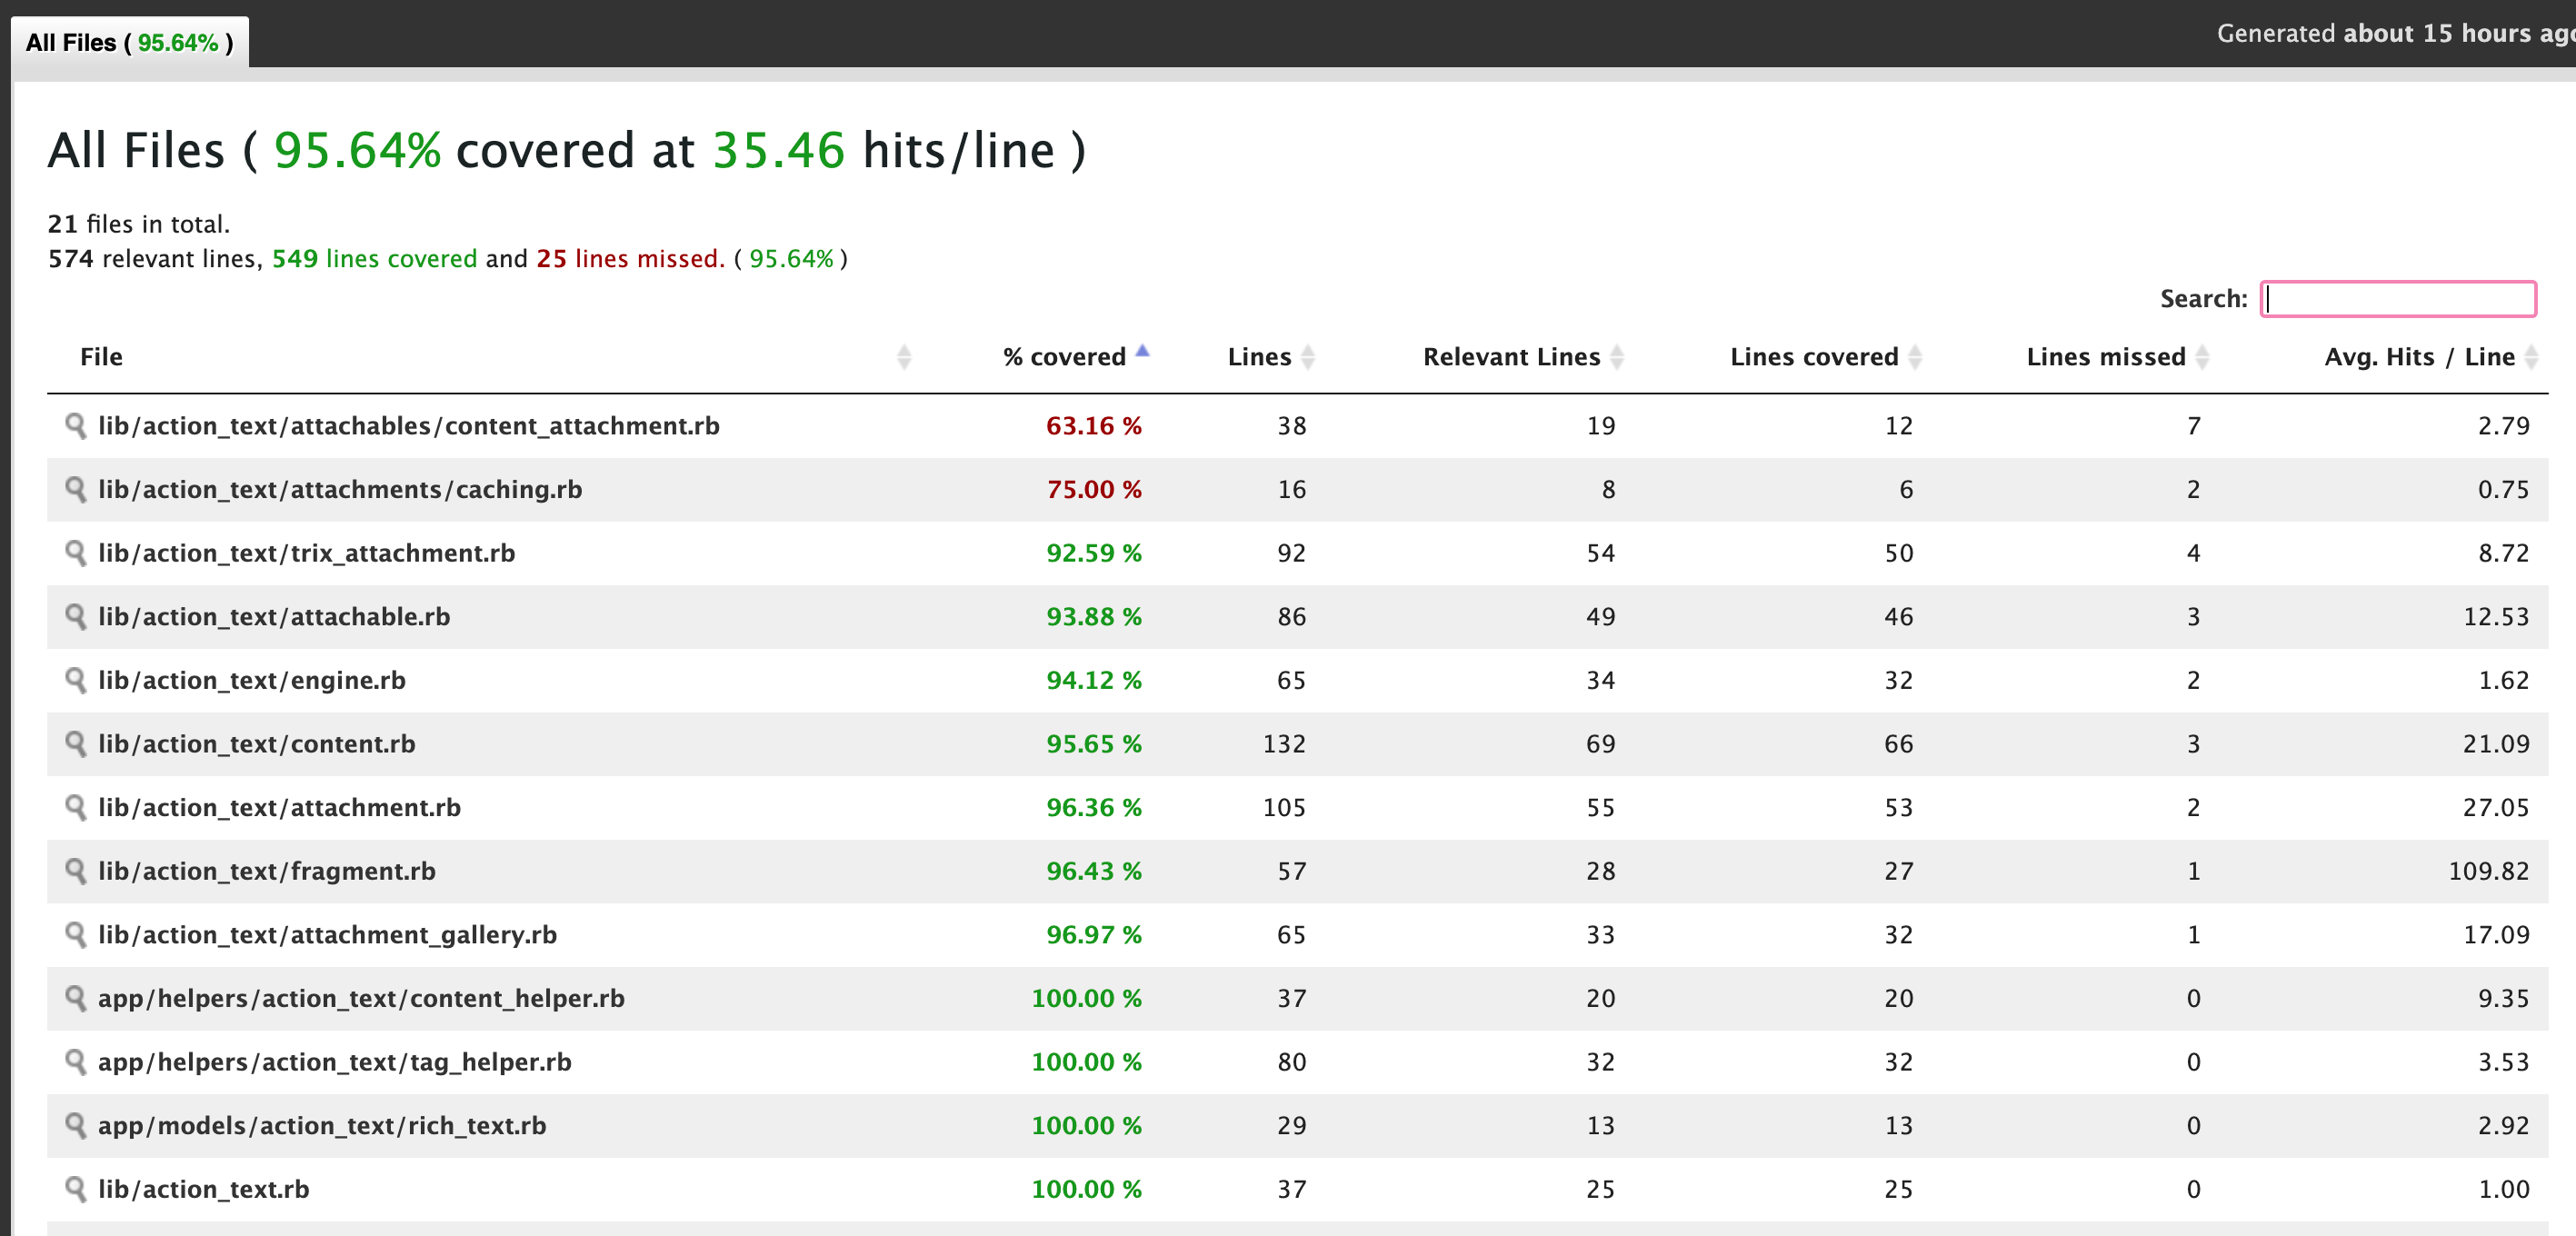 All Files ( 95.64% )
Generated about 15 hours
All Files ( 95.64% covered at 35.46 hits/line )
21 files in total.
574 relevant lines, 549 lines covered and 25 lines missed. ( 95.64% )
Search:
File % covered Lines Relevant Lines Lines covered Lines missed Avg. Hits / Line
lib/action_text/attachables/content_attachment.rb 63.16 % 38 19 12 7 2.79
lib/action_text/attachments/caching.rb 75.00 % 16 8 6 2 0.75
lib/action_text/trix_attachment.rb 92.59 % 92 54 50 4 8.72
lib/action_text/attachable.rb 93.88 % 86 49 46 3 12.53
lib/action_text/engine.rb 94.12 % 65 34 32 2 1.62
lib/action_text/content.rb 95.65 % 132 69 66 3 21.09
lib/action_text/attachment.rb 96.36 % 105 55 53 2 27.05
lib/action_text/fragment.rb 96.43 % 57 28 27 1 109.82
lib/action_text/attachment_gallery.rb 96.97 % 65 33 32 1 17.09
app/helpers/action_text/content_helper.rb 100.00 % 37 20 20 0 9.35
app/helpers/action_text/tag_helper.rb 100.00 % 80 32 32 0 3.53
app/models/action_text/rich_text.rb 100.00 % 29 13 13 0 2.92
lib/action_text.rb 100.00 % 37 25 25 0 1.00